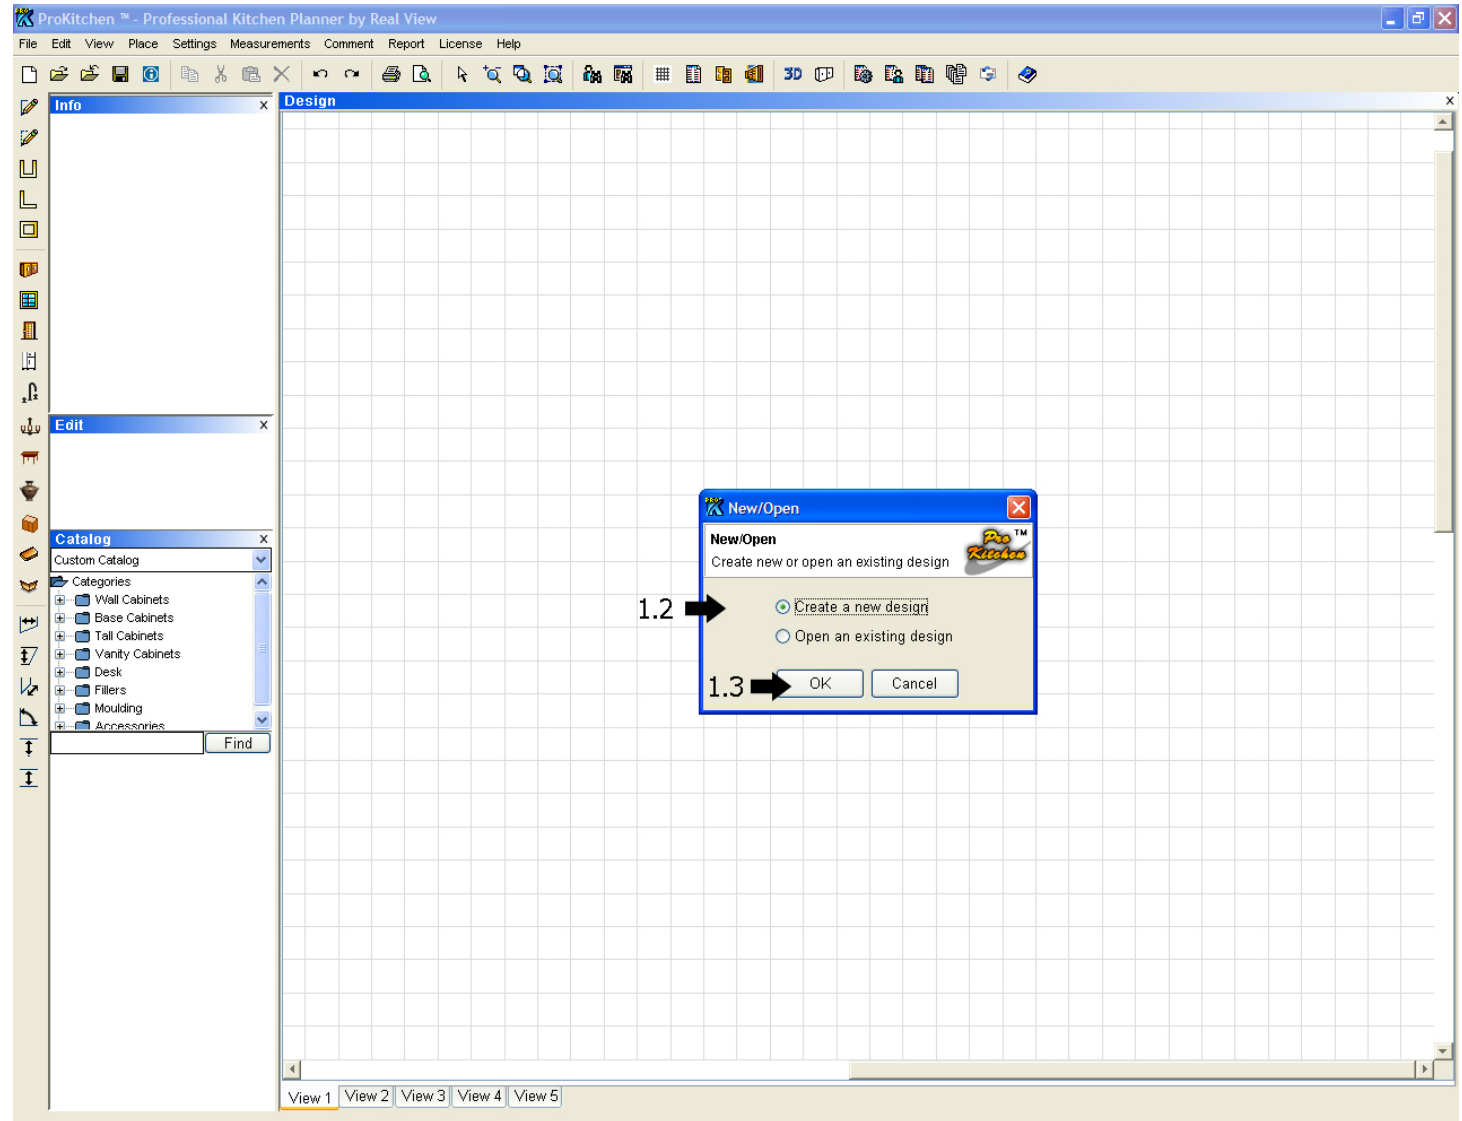 ProKitchen ™ - Professional Kitchen Planner by Real View
File Edit View Place Settings Measurements Comment Report License Help
3D
Info x
Design x
Edit x
Catalog x
Custom Catalog
Categories
Wall Cabinets
Base Cabinets
Tall Cabinets
Vanity Cabinets
Desk
Fillers
Moulding
Accessories
Find
New/Open
New/Open
Create new or open an existing design
Pro Kitchen ™
1.2
Create a new design
Open an existing design
1.3
OK Cancel
View 1 View 2 View 3 View 4 View 5